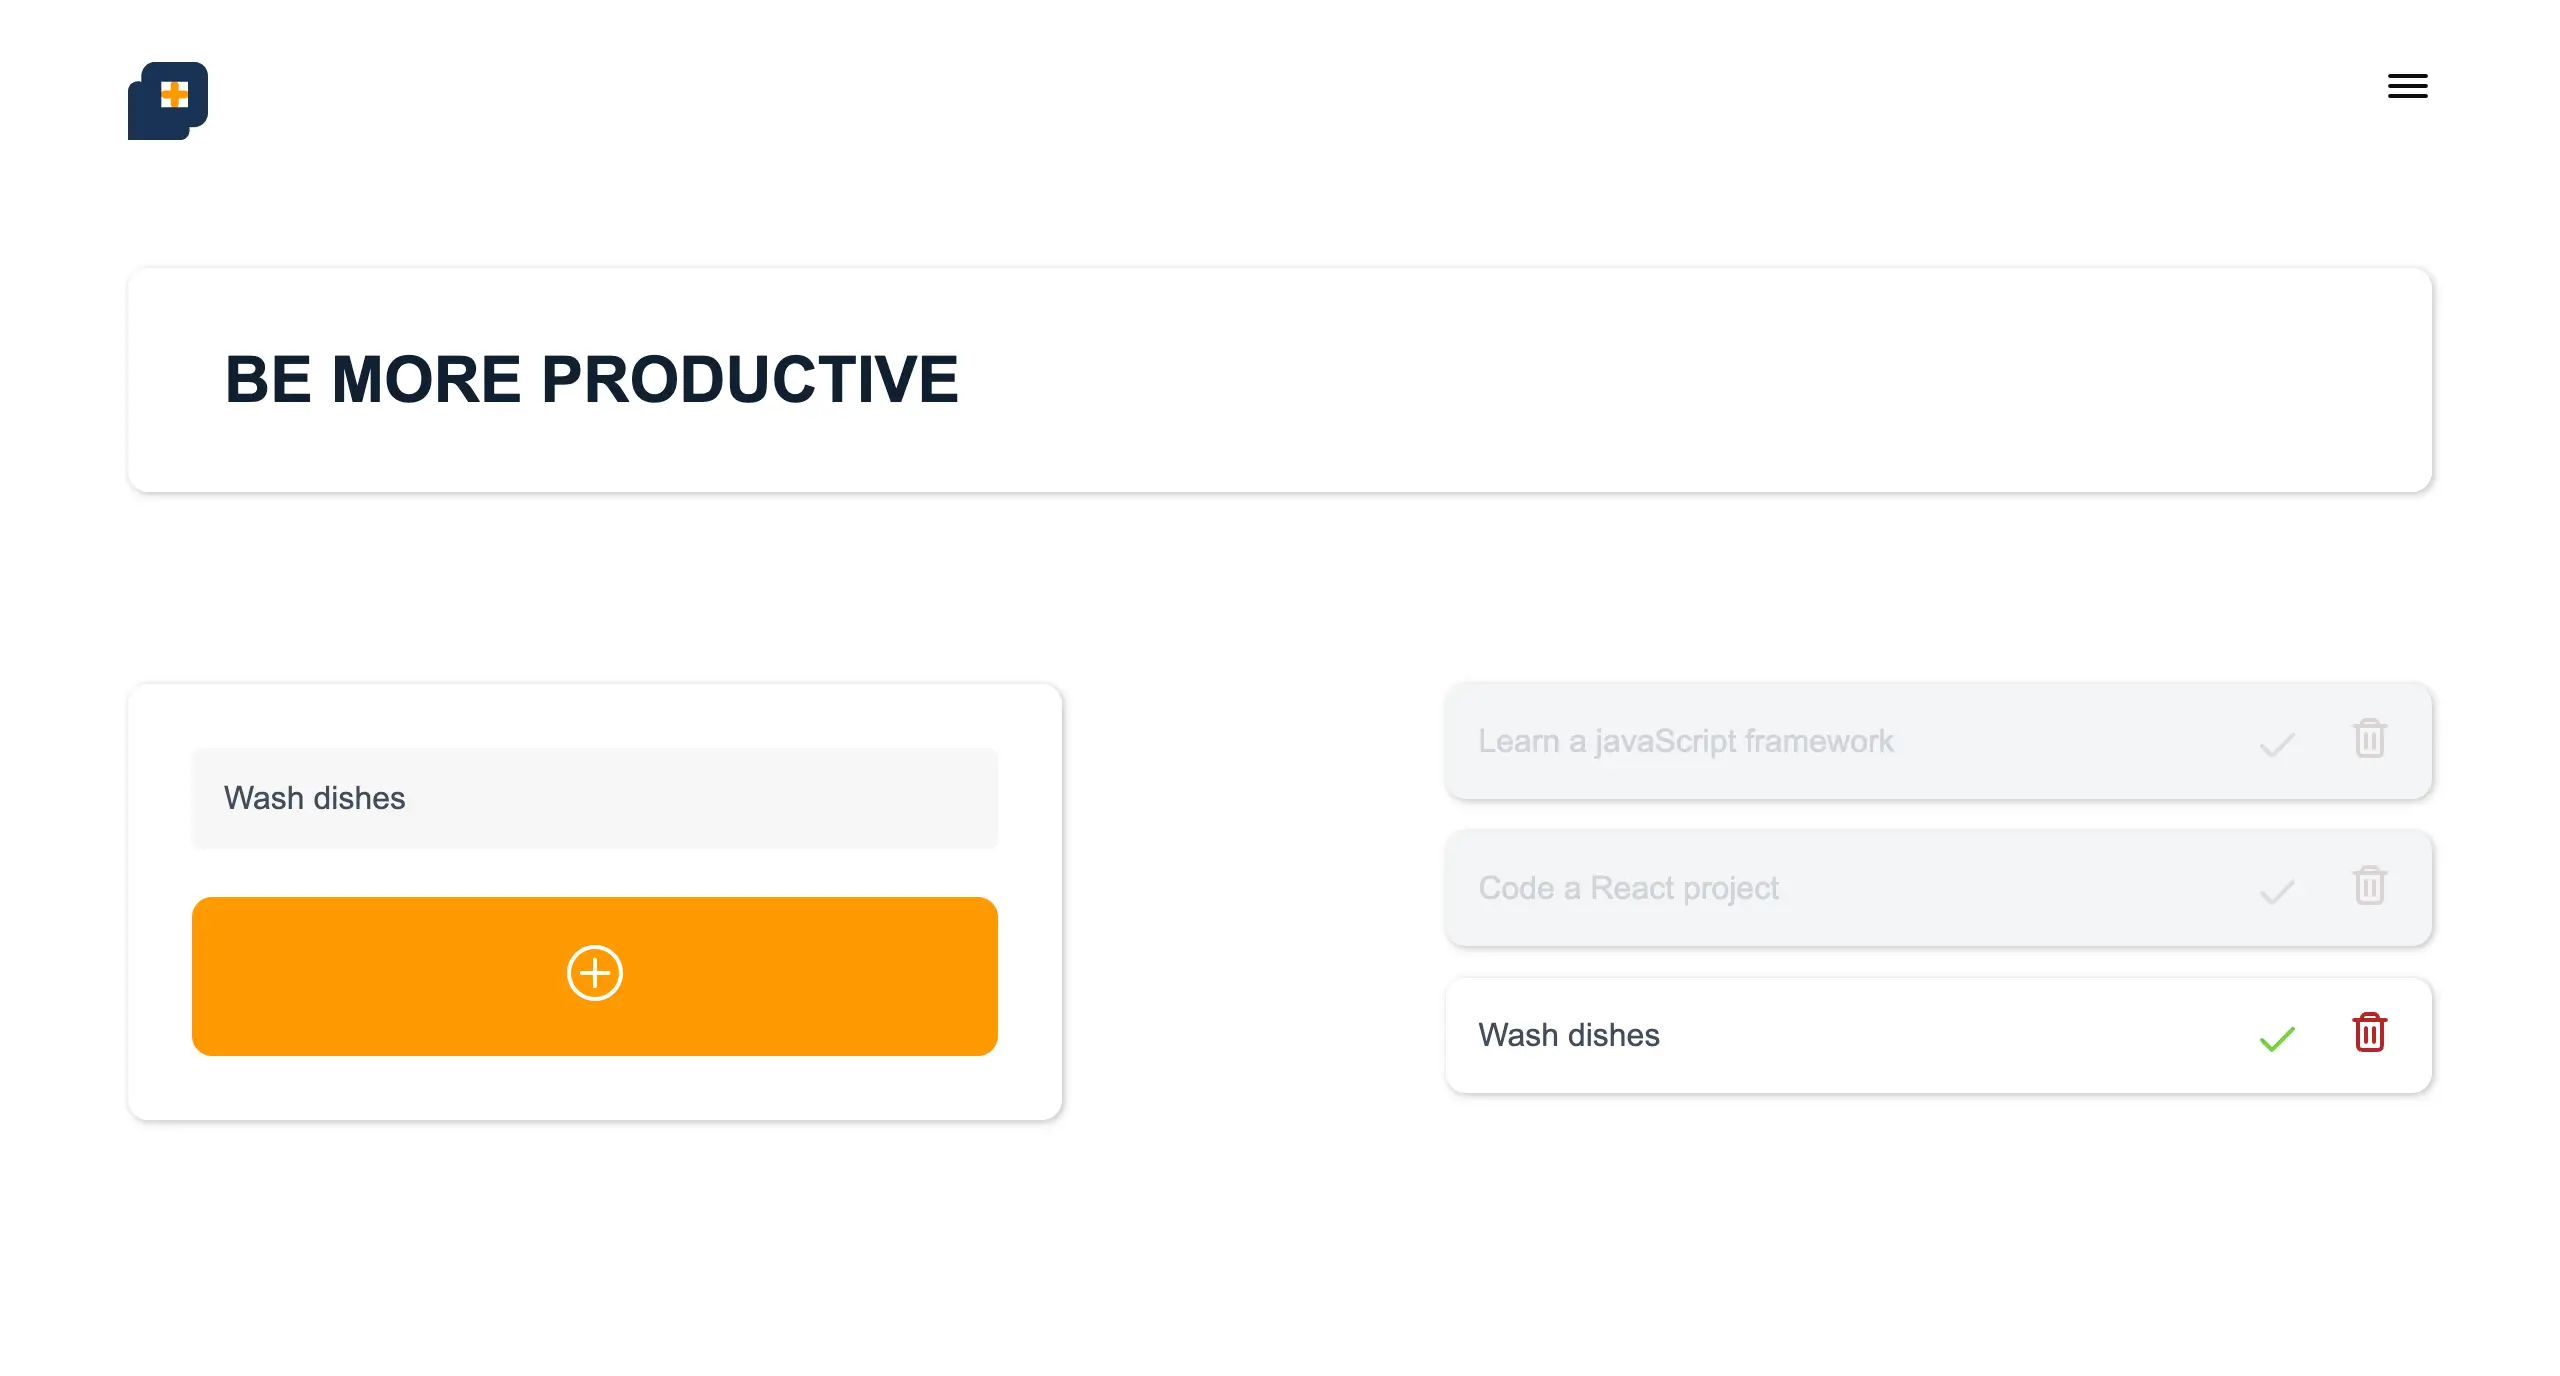 BE MORE PRODUCTIVE
Wash dishes
Learn a javaScript framework
Code a React project
Wash dishes